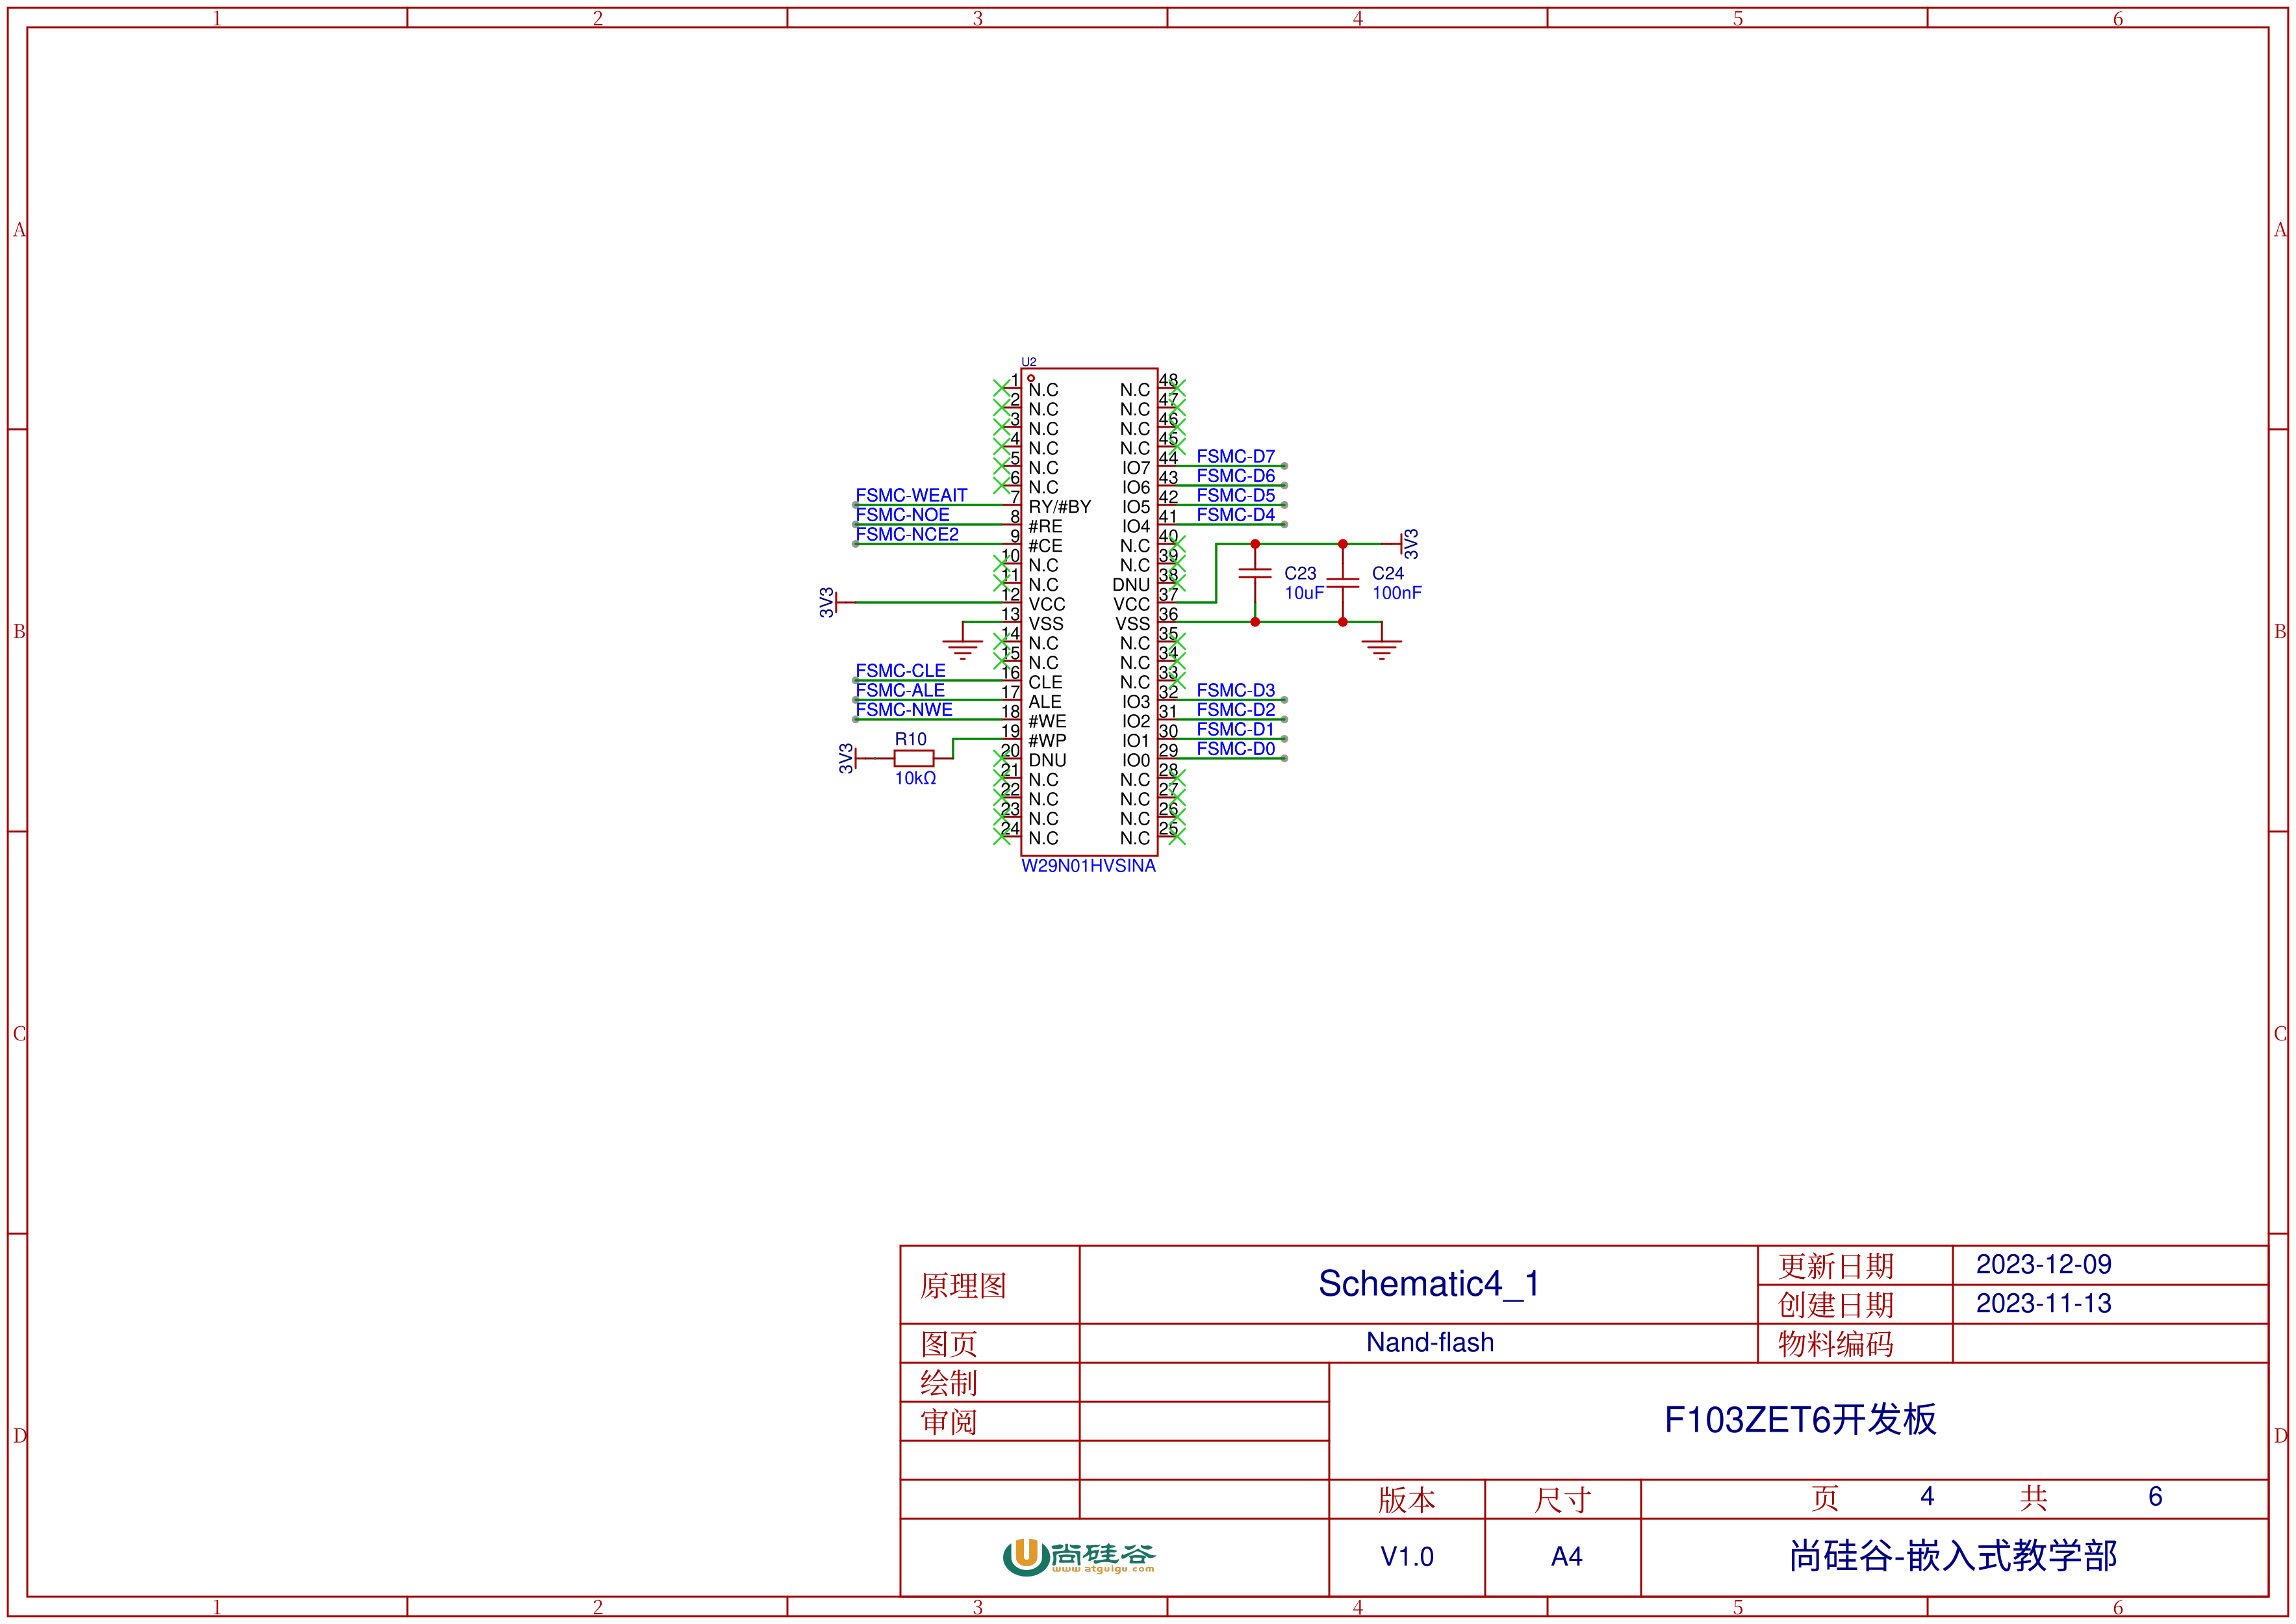 1 2 3 4 5 6
A A
B B
C C
D D
U2
1 N.C N.C 48
2 N.C N.C 47
3 N.C N.C 46
4 N.C N.C 45
5 N.C IO7 44 FSMC-D7
6 N.C IO6 43 FSMC-D6
FSMC-WEAIT 7 RY/#BY IO5 42 FSMC-D5
FSMC-NOE 8 #RE IO4 41 FSMC-D4
FSMC-NCE2 9 #CE N.C 40 3V3
10 N.C N.C 39
11 N.C DNU 38 C23 C24
3V3 12 VCC VCC 37 10uF 100nF
13 VSS VSS 36
14 N.C N.C 35
15 N.C N.C 34
FSMC-CLE 16 CLE N.C 33
FSMC-ALE 17 ALE IO3 32 FSMC-D3
FSMC-NWE 18 #WE IO2 31 FSMC-D2
R10 19 #WP IO1 30 FSMC-D1
3V3 20 DNU IO0 29 FSMC-D0
10kΩ 21 N.C N.C 28
22 N.C N.C 27
23 N.C N.C 26
24 N.C N.C 25
W29N01HVSINA
原理图 Schematic4_1 更新日期 2023-12-09
创建日期 2023-11-13
图页 Nand-flash 物料编码
绘制
审阅 F103ZET6开发板
版本 尺寸 页 4 共 6
尚硅谷 V1.0 A4 尚硅谷-嵌入式教学部
www.atguigu.com
1 2 3 4 5 6